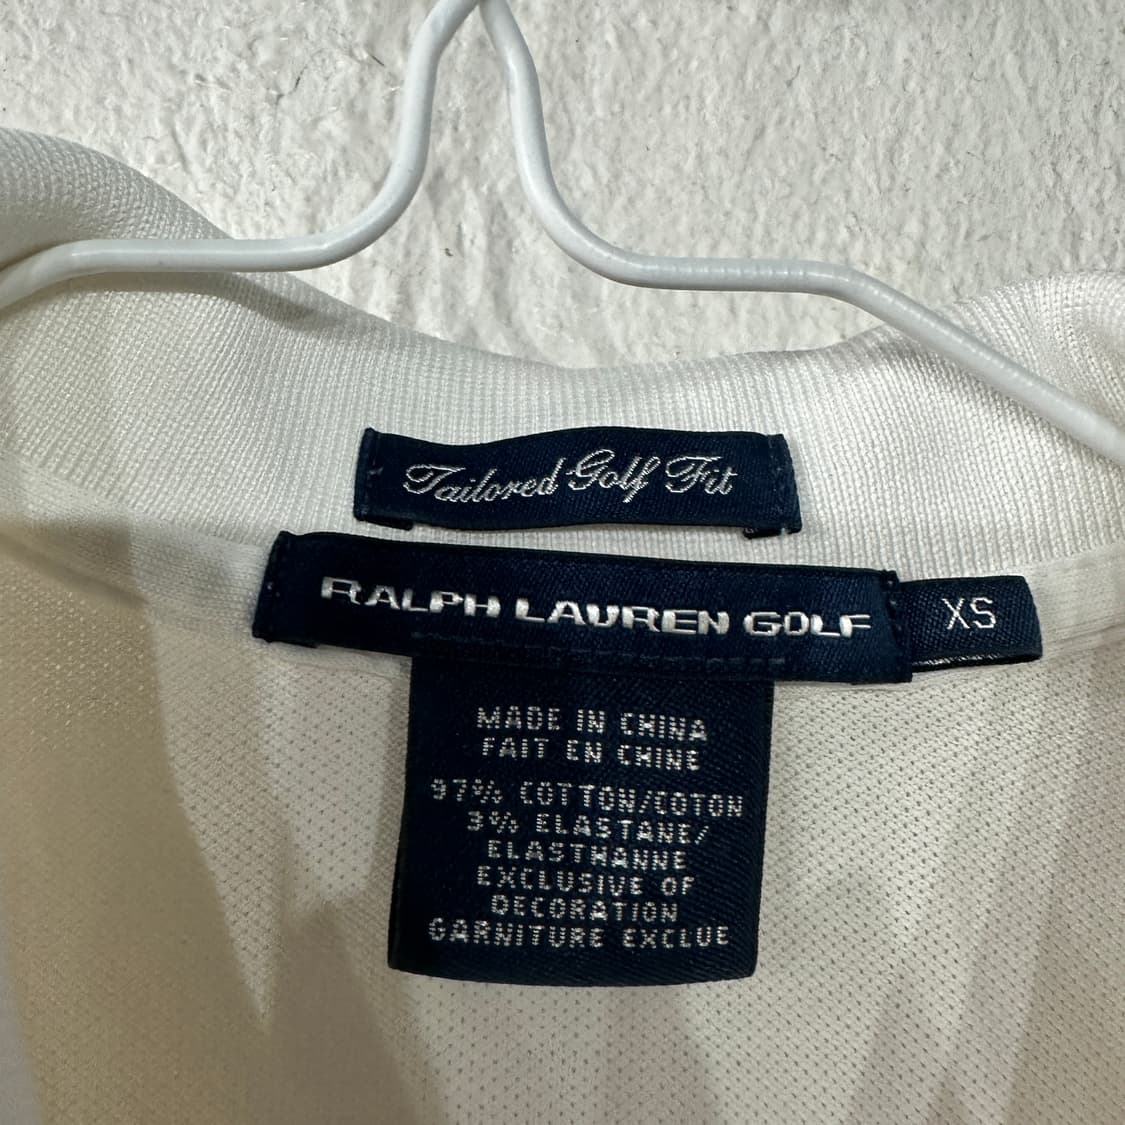 Tailored Golf Fit
RALPH LAUREN GOLF
XS
MADE IN CHINA
FAIT EN CHINE
97% COTTON/COTON
3% ELASTANE/
ELASTHANNE
EXCLUSIVE OF
DECORATION
GARNITURE EXCLUE